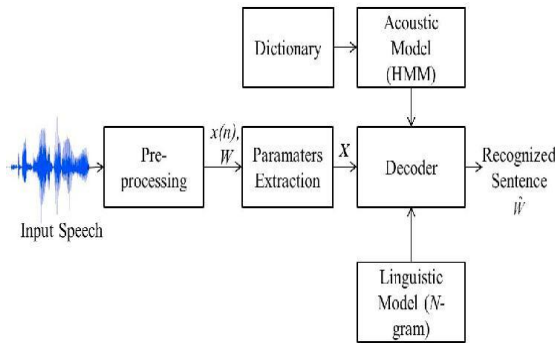 Dictionary
Acoustic
Model
(HMM)
Input Speech
Pre-
processing
x(n),
W
Paramaters
Extraction
X
Decoder
Recognized
Sentence
Ŵ
Linguistic
Model (N-
gram)